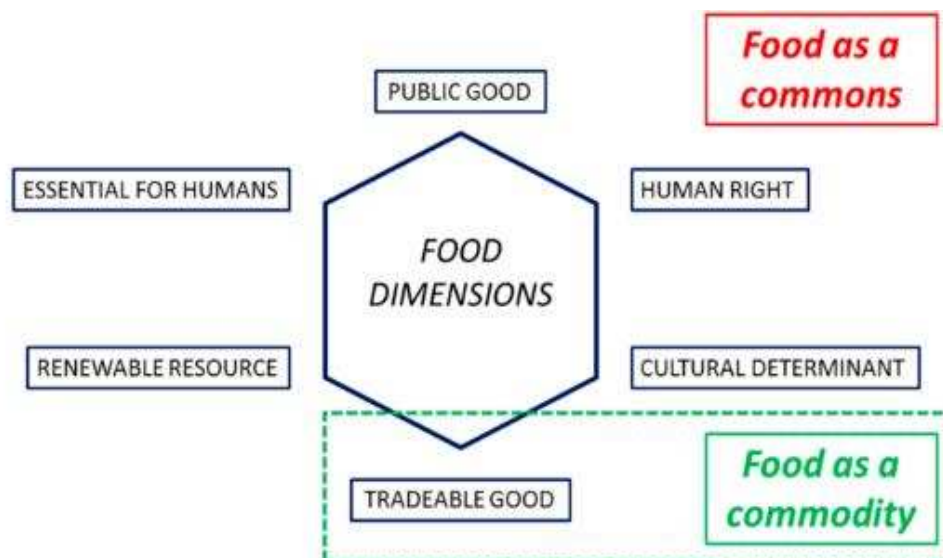 Food as a
commons
PUBLIC GOOD
ESSENTIAL FOR HUMANS
HUMAN RIGHT
FOOD
DIMENSIONS
RENEWABLE RESOURCE
CULTURAL DETERMINANT
Food as a
commodity
TRADEABLE GOOD